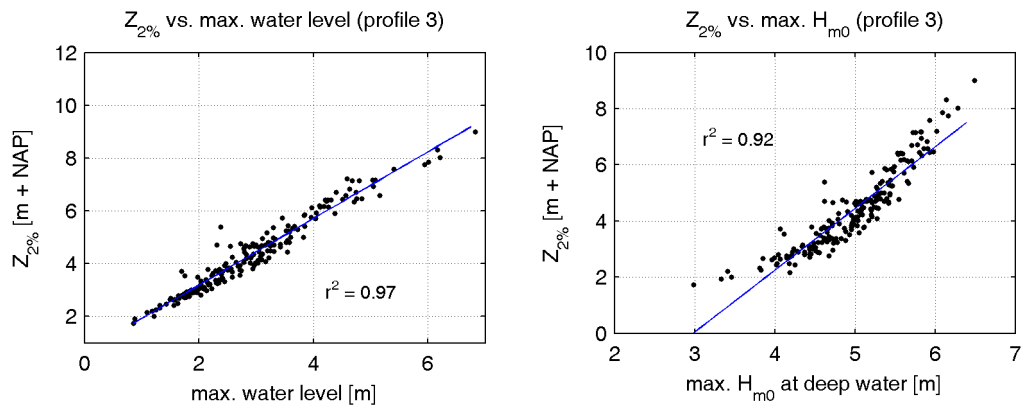 Z2% vs. max. water level (profile 3)
12
10
8
6
4
2
0
2
4
6
Z2% [m + NAP]
r² = 0.97
max. water level [m]
Z2% vs. max. Hm0 (profile 3)
10
8
6
4
2
0
2
3
4
5
6
7
Z2% [m + NAP]
r² = 0.92
max. Hm0 at deep water [m]